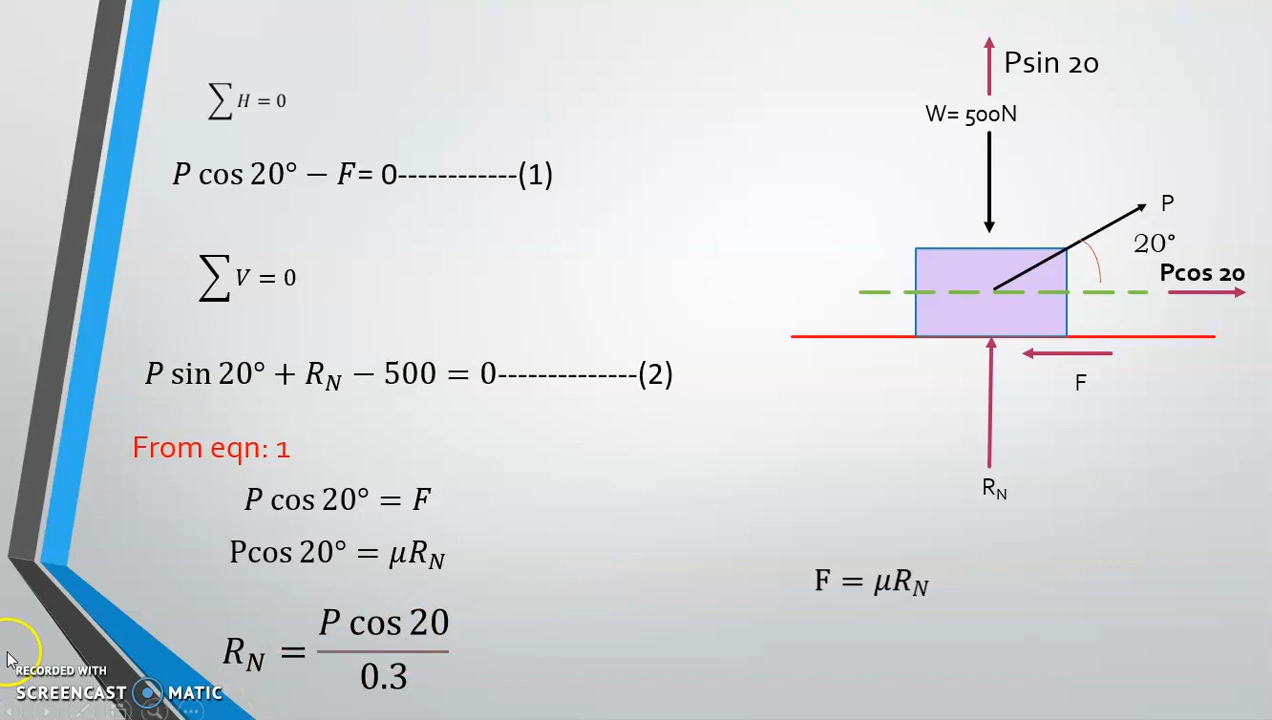 ∑ H = 0
P cos 20° − F= 0------------(1)
∑ V = 0
P sin 20° + R_N − 500 = 0--------------(2)
From eqn: 1
P cos 20° = F
Pcos 20° = μR_N
R_N = P cos 20 / 0.3
Psin 20
W= 500N
P
20°
Pcos 20
F
R_N
F = μR_N
RECORDED WITH
SCREENCAST MATIC